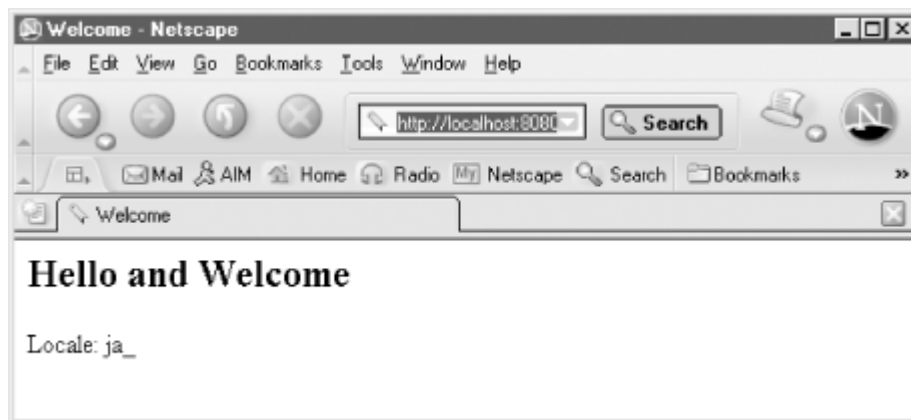 Welcome - Netscape
File Edit View Go Bookmarks Tools Window Help
http://localhost:8080 Search N
Mail AIM Home Radio My Netscape Search Bookmarks »
Welcome
Hello and Welcome
Locale: ja_